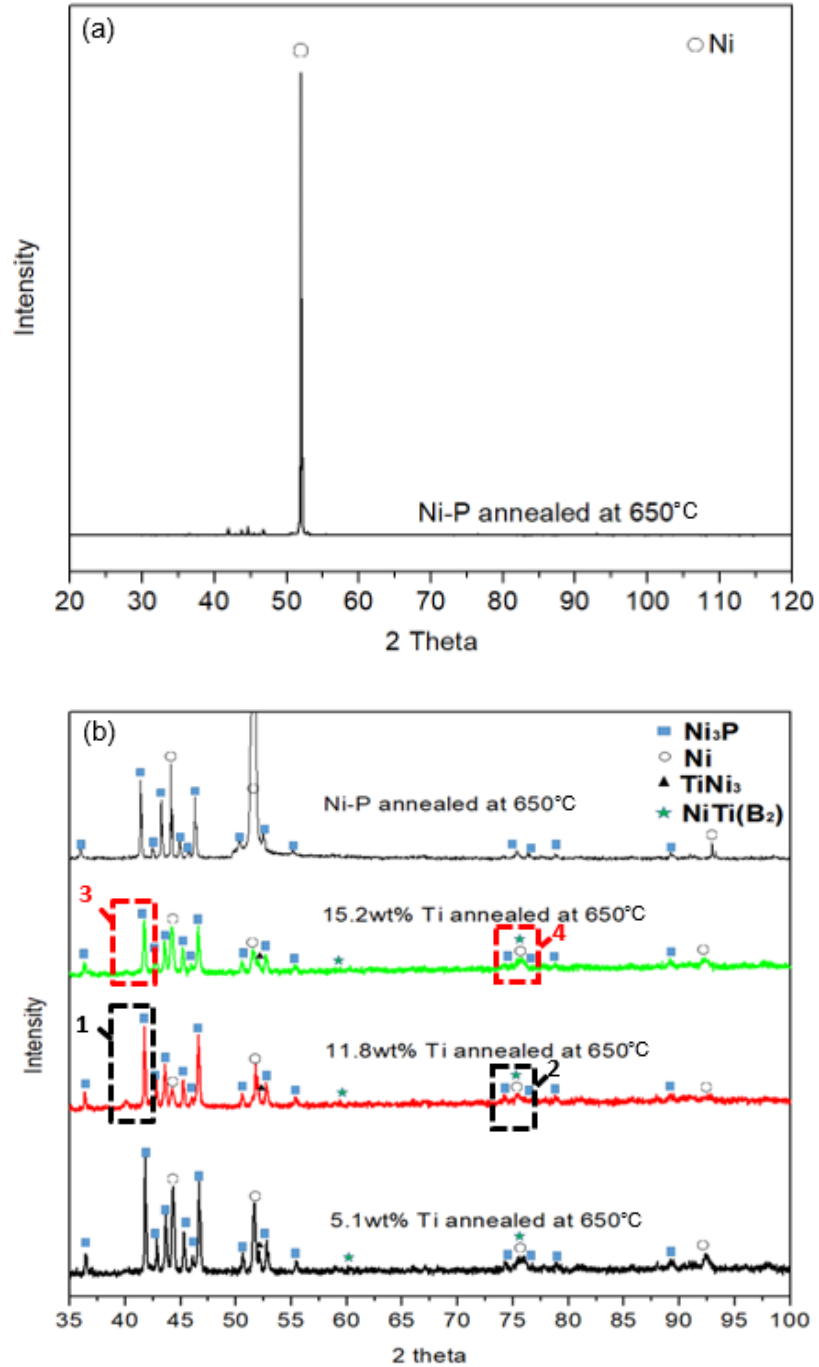 (a)
○ Ni
Intensity
Ni-P annealed at 650°C
20 30 40 50 60 70 80 90 100 110 120
2 Theta
(b)
Ni₃P
Ni
TiNi₃
NiTi(B₂)
Ni-P annealed at 650°C
3
15.2wt% Ti annealed at 650°C
4
1
11.8wt% Ti annealed at 650°C
2
5.1wt% Ti annealed at 650°C
Intensity
35 40 45 50 55 60 65 70 75 80 85 90 95 100
2 theta